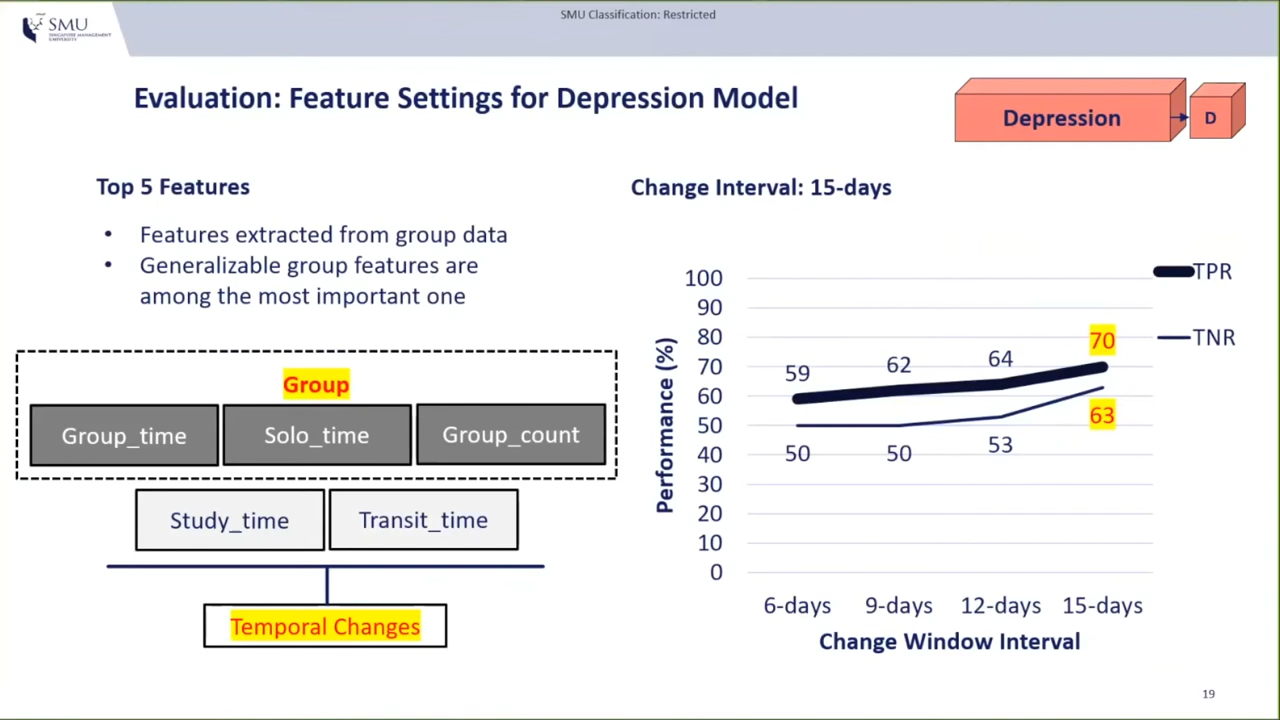 SMU Classification: Restricted
SMU
SINGAPORE MANAGEMENT
UNIVERSITY
Evaluation: Feature Settings for Depression Model
Depression
D
Top 5 Features
• Features extracted from group data
• Generalizable group features are
among the most important one
Group
Group_time
Solo_time
Group_count
Study_time
Transit_time
Temporal Changes
Change Interval: 15-days
TPR
TNR
Performance (%)
100
90
80
70
60
50
40
30
20
10
0
59
62
64
70
50
50
53
63
6-days
9-days
12-days
15-days
Change Window Interval
19